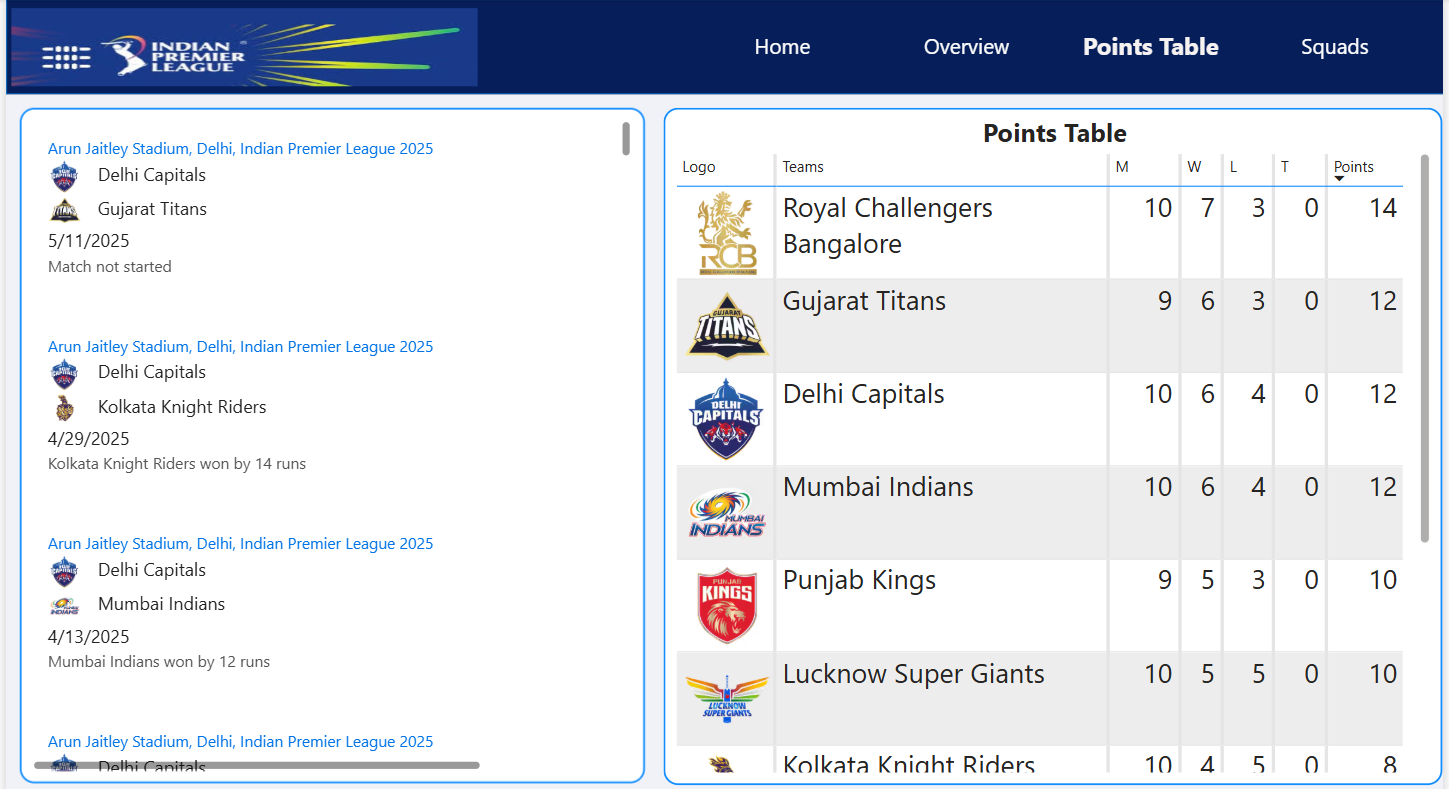 INDIAN
PREMIER
LEAGUE
Home
Overview
Points Table
Squads
Arun Jaitley Stadium, Delhi, Indian Premier League 2025
Delhi Capitals
Gujarat Titans
5/11/2025
Match not started
Arun Jaitley Stadium, Delhi, Indian Premier League 2025
Delhi Capitals
Kolkata Knight Riders
4/29/2025
Kolkata Knight Riders won by 14 runs
Arun Jaitley Stadium, Delhi, Indian Premier League 2025
Delhi Capitals
Mumbai Indians
4/13/2025
Mumbai Indians won by 12 runs
Arun Jaitley Stadium, Delhi, Indian Premier League 2025
Delhi Capitals
Points Table
Logo Teams M W L T Points
RCB
Royal Challengers
Bangalore
10 7 3 0 14
GUJARAT
TITANS
Gujarat Titans 9 6 3 0 12
DELHI
CAPITALS
Delhi Capitals 10 6 4 0 12
MUMBAI
INDIANS
Mumbai Indians 10 6 4 0 12
PUNJAB
KINGS
Punjab Kings 9 5 3 0 10
LUCKNOW
SUPER GIANTS
Lucknow Super Giants 10 5 5 0 10
Kolkata Knight Riders 10 4 5 0 8